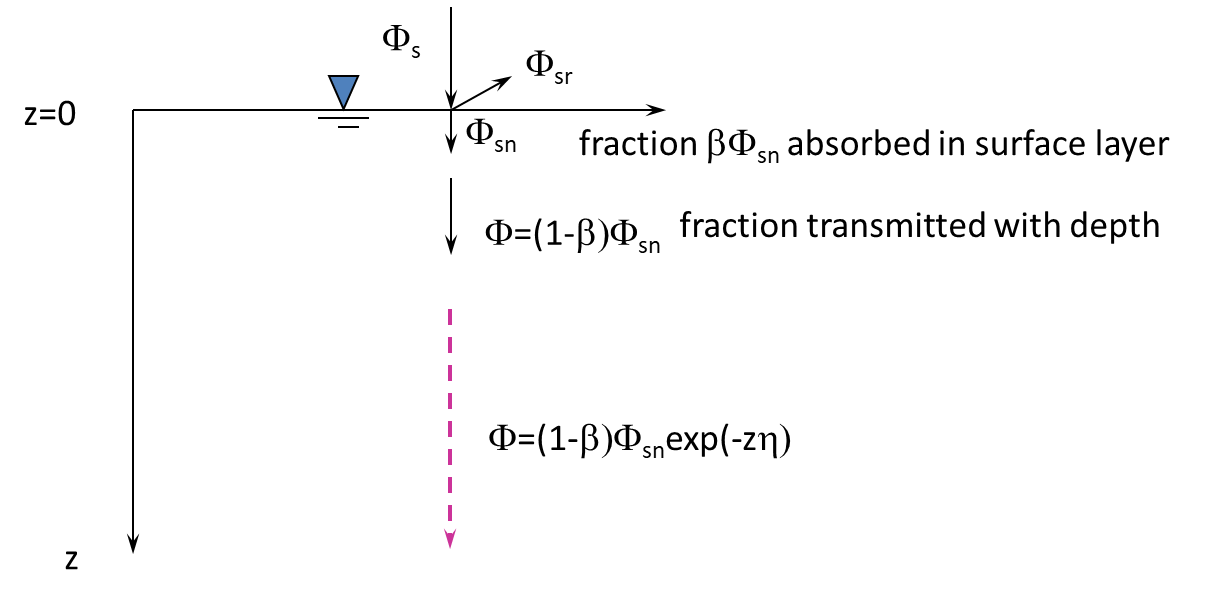 Φs
Φsr
z=0
Φsn
fraction βΦsn absorbed in surface layer
Φ=(1-β)Φsn
fraction transmitted with depth
Φ=(1-β)Φsnexp(-zη)
z